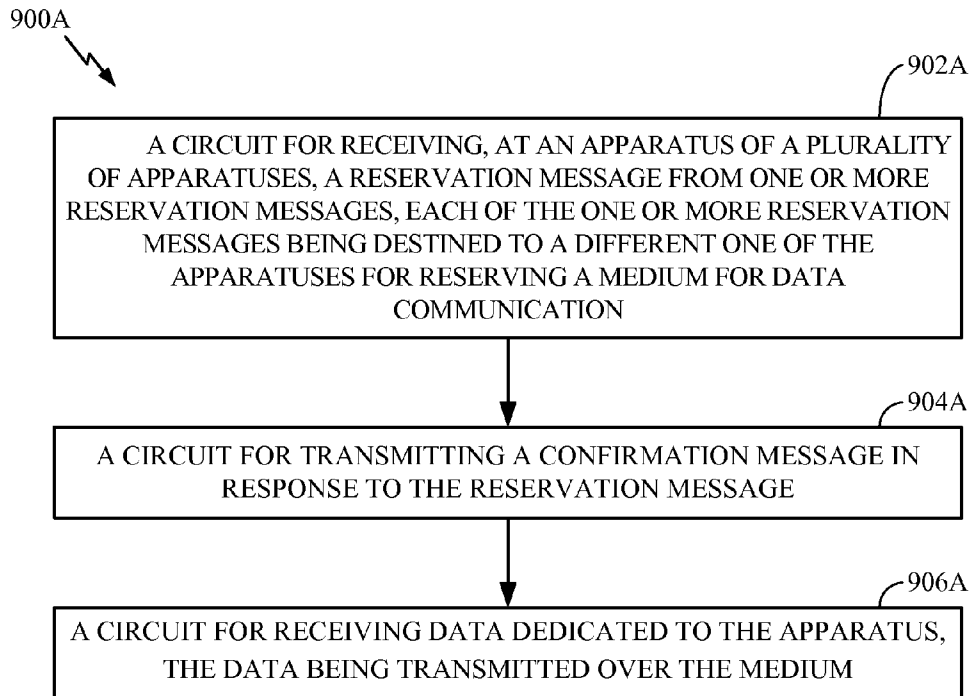 900A
902A
A CIRCUIT FOR RECEIVING, AT AN APPARATUS OF A PLURALITY
OF APPARATUSES, A RESERVATION MESSAGE FROM ONE OR MORE
RESERVATION MESSAGES, EACH OF THE ONE OR MORE RESERVATION
MESSAGES BEING DESTINED TO A DIFFERENT ONE OF THE
APPARATUSES FOR RESERVING A MEDIUM FOR DATA
COMMUNICATION
904A
A CIRCUIT FOR TRANSMITTING A CONFIRMATION MESSAGE IN
RESPONSE TO THE RESERVATION MESSAGE
906A
A CIRCUIT FOR RECEIVING DATA DEDICATED TO THE APPARATUS,
THE DATA BEING TRANSMITTED OVER THE MEDIUM